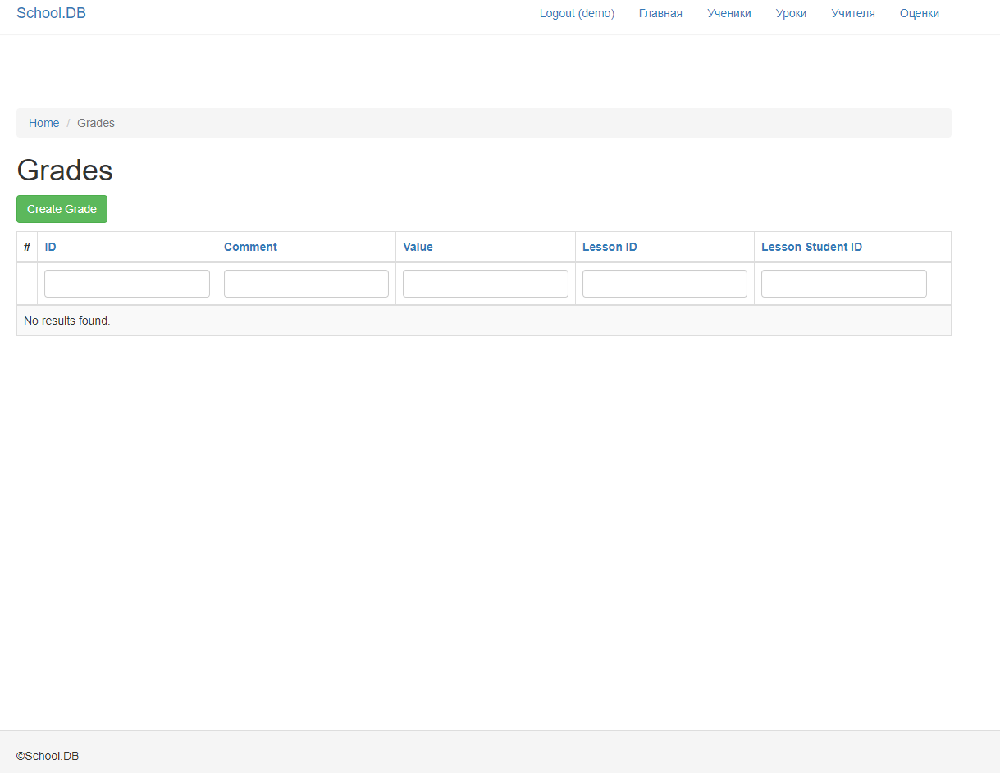 School.DB Logout (demo) Главная Ученики Уроки Учителя Оценки
Home / Grades
Grades
Create Grade
# ID Comment Value Lesson ID Lesson Student ID
No results found.
©School.DB